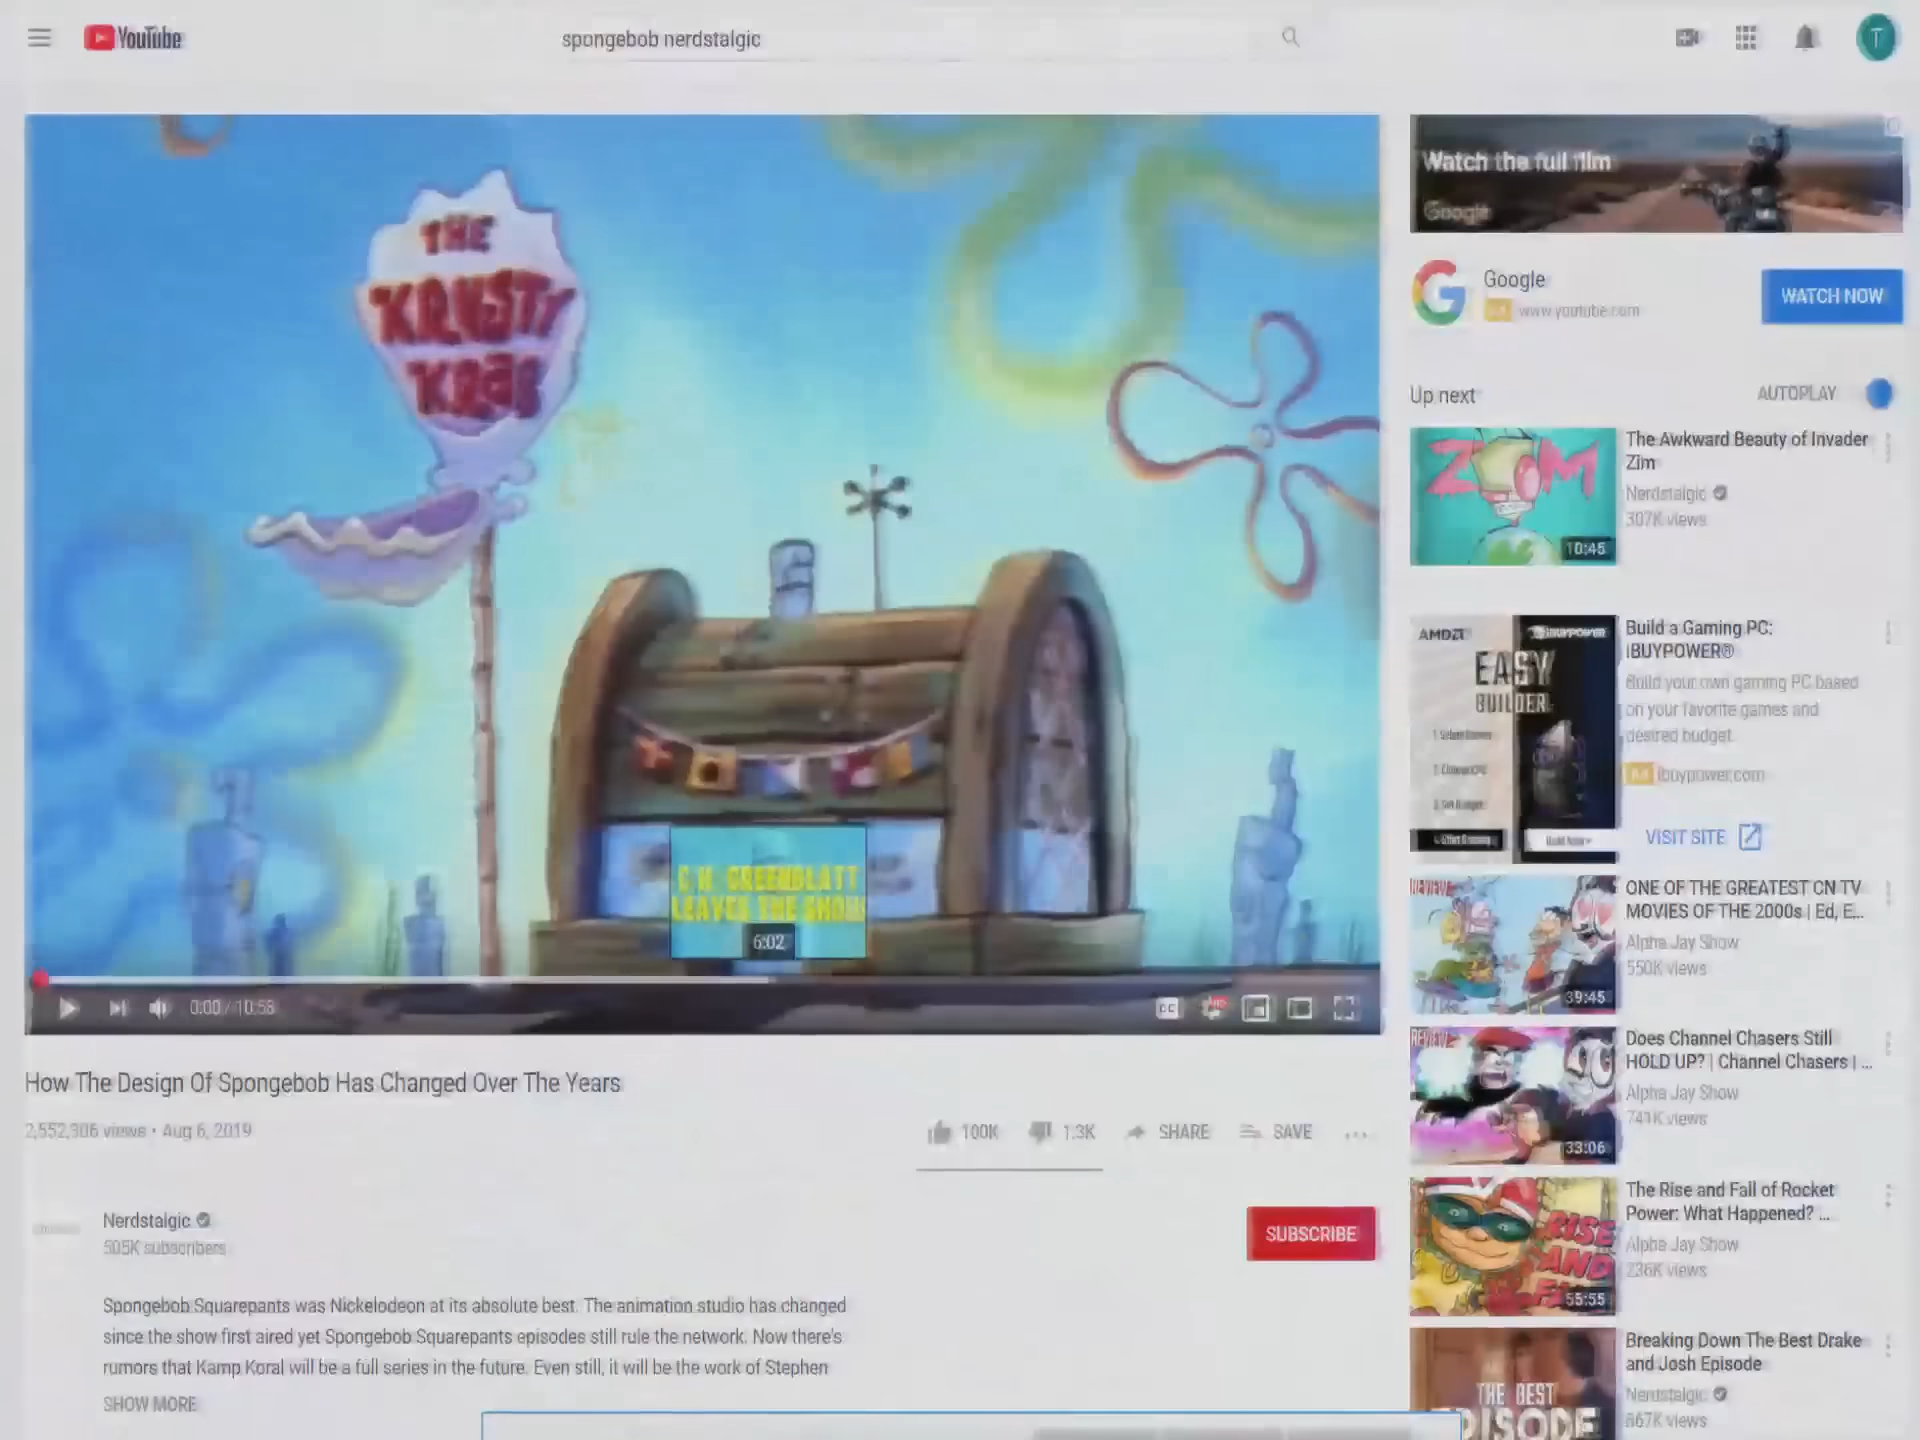 YouTube
spongebob nerdstalgic
T
THE
KRUSTY
KRAB
C.H. GREENBLATT
LEAVES THE SHOW
6:02
0:00 / 10:58
CC
HD
How The Design Of Spongebob Has Changed Over The Years
2,552,306 views • Aug 6, 2019
100K
1.3K
SHARE
SAVE
Nerdstalgic
505K subscribers
SUBSCRIBE
Spongebob Squarepants was Nickelodeon at its absolute best. The animation studio has changed
since the show first aired yet Spongebob Squarepants episodes still rule the network. Now there's
rumors that Kamp Koral will be a full series in the future. Even still, it will be the work of Stephen
SHOW MORE
Watch the full film
Google
Google
Ad www.youtube.com
WATCH NOW
Up next
AUTOPLAY
ZOM
10:45
The Awkward Beauty of Invader
Zim
Nerdstalgic
307K views
AMD
iBUYPOWER
EASY
BUILDER
Build a Gaming PC:
iBUYPOWER®
Build your own gaming PC based
on your favorite games and
desired budget.
Ad ibuypower.com
VISIT SITE
REVIEW
39:45
ONE OF THE GREATEST CN TV
MOVIES OF THE 2000s | Ed, E...
Alpha Jay Show
550K views
REVIEW
33:06
Does Channel Chasers Still
HOLD UP? | Channel Chasers | ...
Alpha Jay Show
741K views
RISE
AND
55:55
The Rise and Fall of Rocket
Power: What Happened? ...
Alpha Jay Show
236K views
THE BEST
EPISODE
Breaking Down The Best Drake
and Josh Episode
Nerdstalgic
867K views